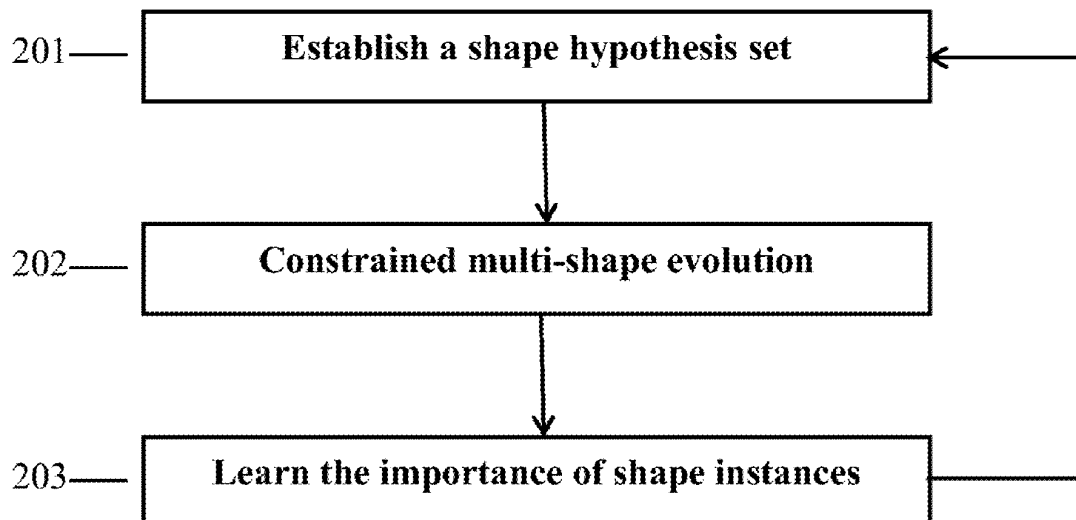 201 Establish a shape hypothesis set
202 Constrained multi-shape evolution
203 Learn the importance of shape instances